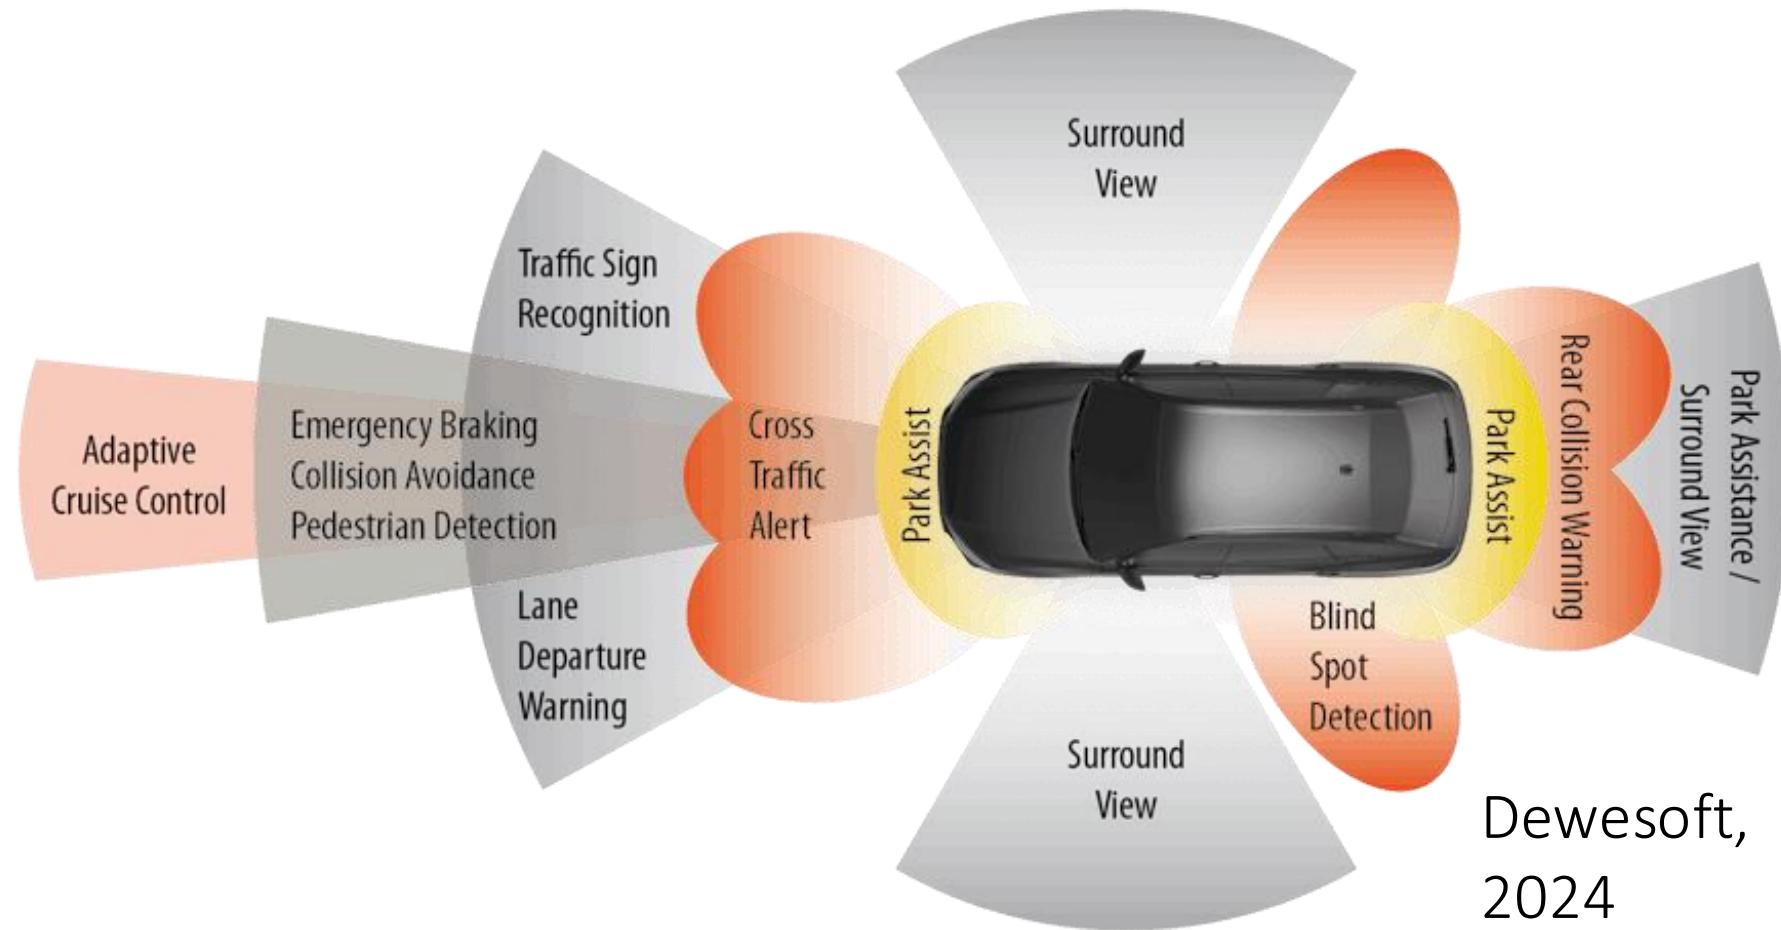 Surround
View
Traffic Sign
Recognition
Adaptive
Cruise Control
Emergency Braking
Collision Avoidance
Pedestrian Detection
Cross
Traffic
Alert
Park Assist
Park Assist
Rear Collision Warning
Park Assistance /
Surround View
Lane
Departure
Warning
Blind
Spot
Detection
Surround
View
Dewesoft,
2024